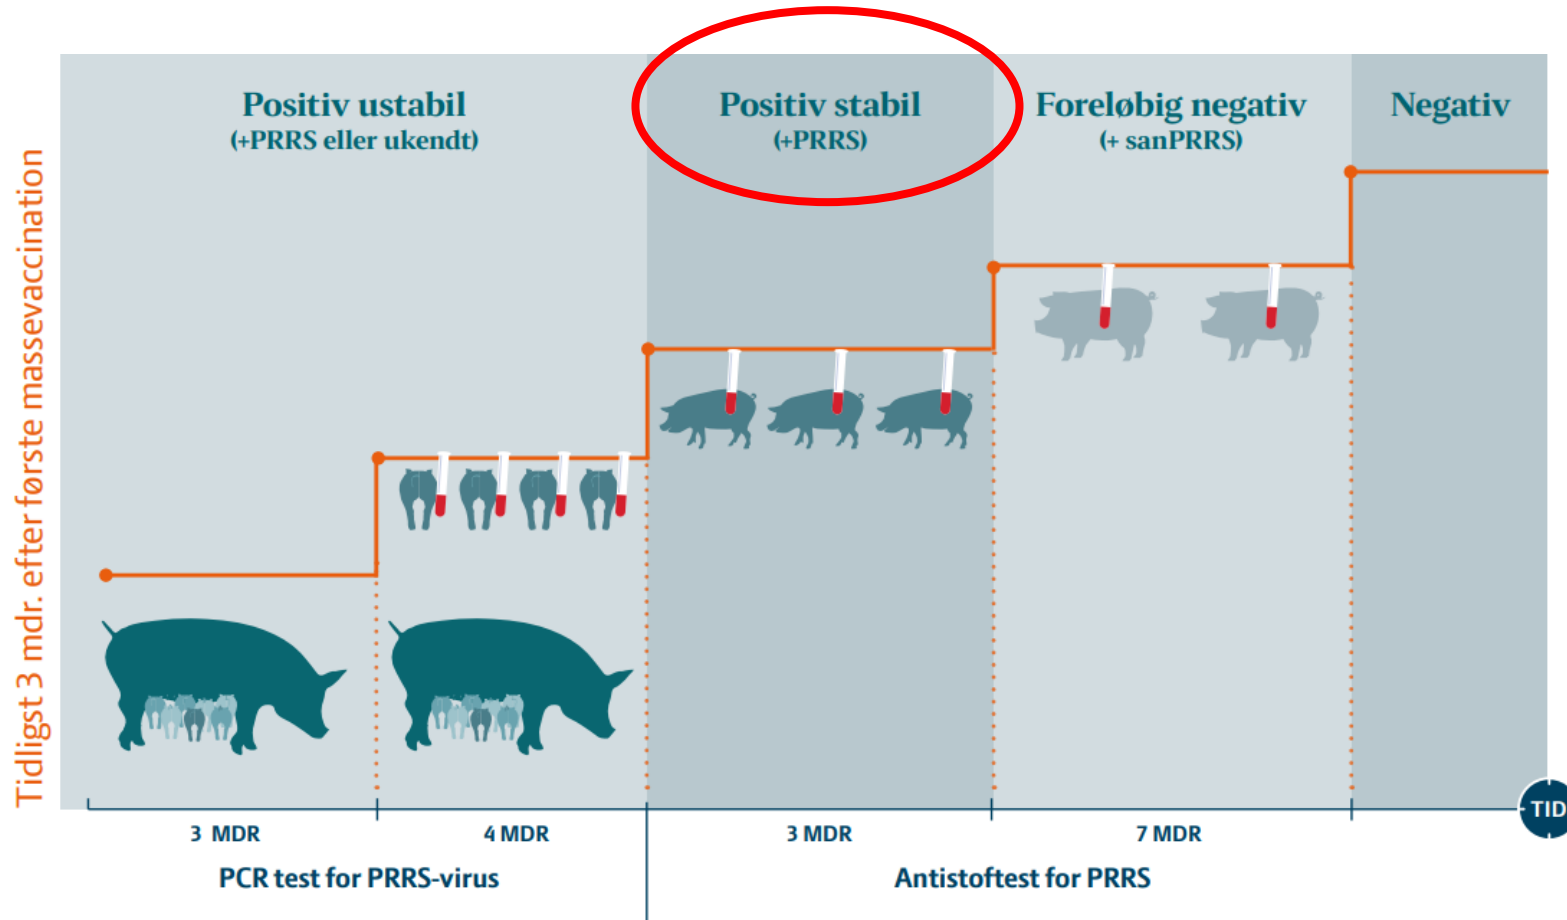 Positiv ustabil
(+PRRS eller ukendt)
Positiv stabil
(+PRRS)
Foreløbig negativ
(+ sanPRRS)
Negativ
Tidligst 3 mdr. efter første massevaccination
3 MDR
4 MDR
3 MDR
7 MDR
TID
PCR test for PRRS-virus
Antistoftest for PRRS